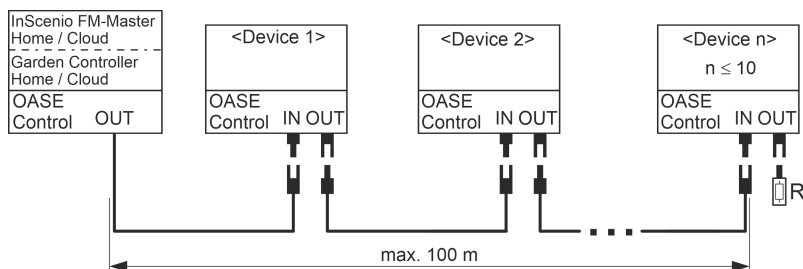 InScenio FM-Master
Home / Cloud
Garden Controller
Home / Cloud
OASE
Control OUT
<Device 1>
OASE
Control IN OUT
<Device 2>
OASE
Control IN OUT
<Device n>
n ≤ 10
OASE
Control IN OUT
R
max. 100 m